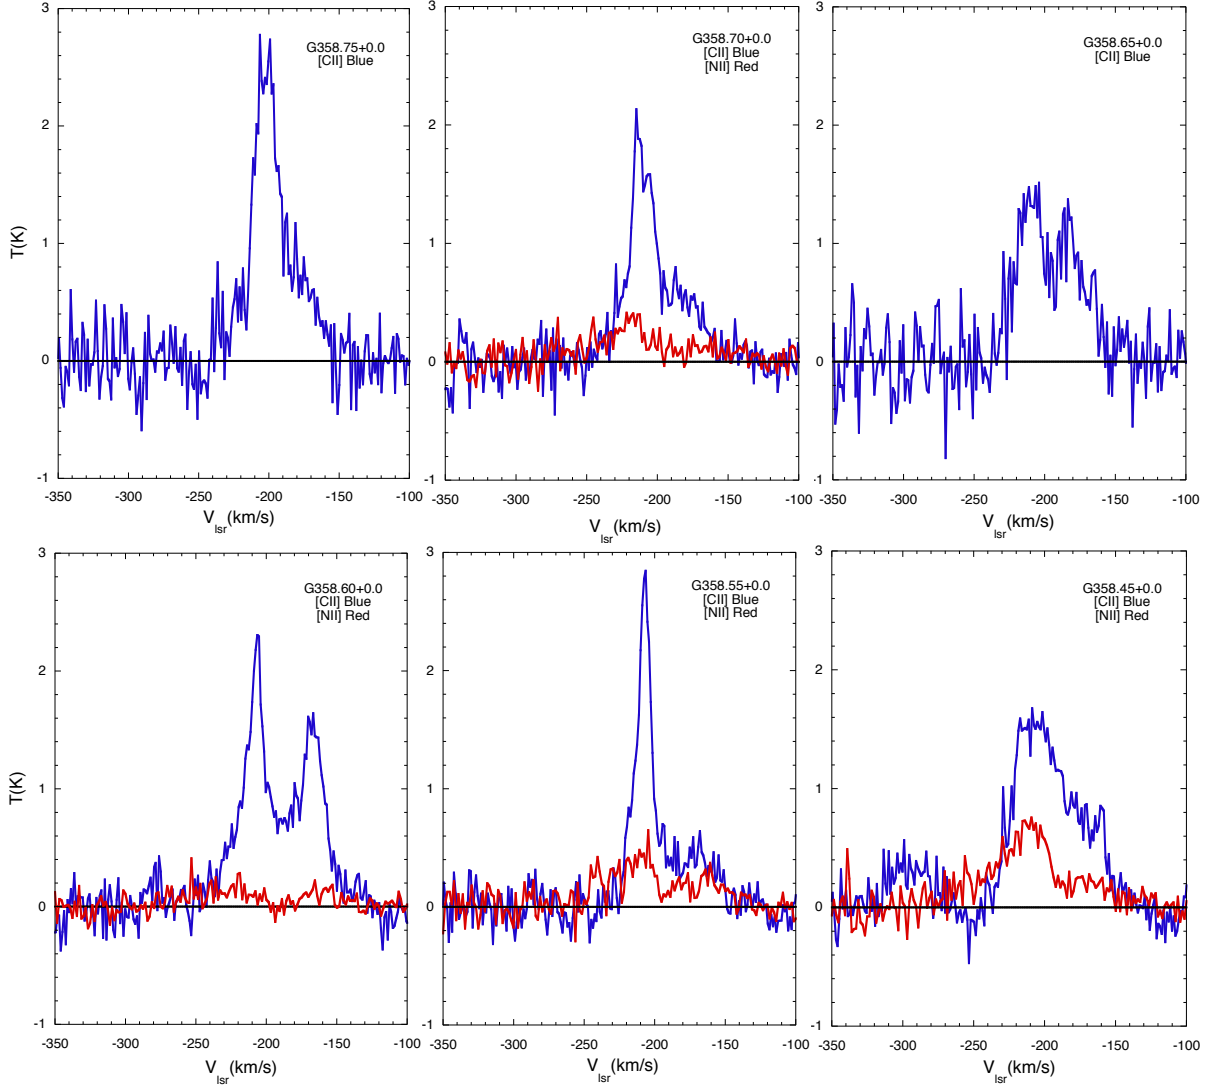 3
2
1
0
-1
T(K)
G358.75+0.0
[CII] Blue
-350 -300 -250 -200 -150 -100
V_lsr(km/s)
3
2
1
0
-1
G358.70+0.0
[CII] Blue
[NII] Red
-350 -300 -250 -200 -150 -100
V_lsr(km/s)
3
2
1
0
-1
G358.65+0.0
[CII] Blue
-350 -300 -250 -200 -150 -100
V_lsr(km/s)
3
2
1
0
-1
T(K)
G358.60+0.0
[CII] Blue
[NII] Red
-350 -300 -250 -200 -150 -100
V_lsr(km/s)
3
2
1
0
-1
G358.55+0.0
[CII] Blue
[NII] Red
-350 -300 -250 -200 -150 -100
V_lsr(km/s)
3
2
1
0
-1
G358.45+0.0
[CII] Blue
[NII] Red
-350 -300 -250 -200 -150 -100
V_lsr(km/s)